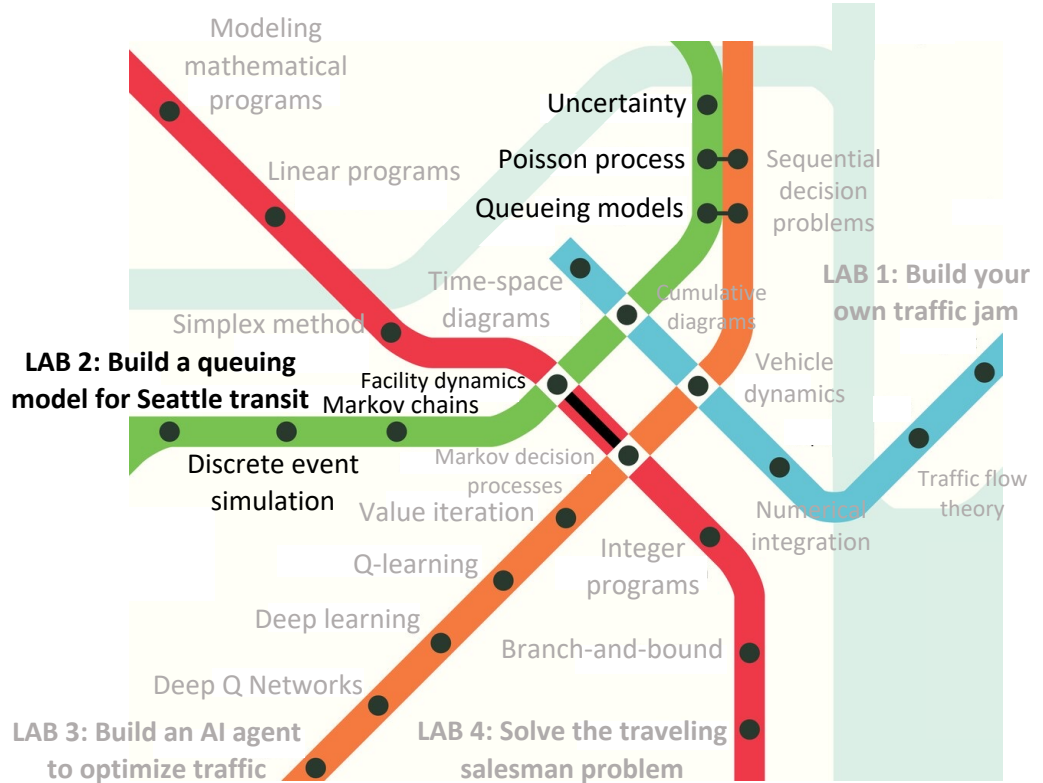 Modeling
mathematical
programs
Uncertainty
Poisson process
Sequential
decision
problems
Linear programs
Queueing models
Time-space
diagrams
Cumulative
diagrams
LAB 1: Build your
own traffic jam
Simplex method
LAB 2: Build a queuing
model for Seattle transit
Facility dynamics
Markov chains
Vehicle
dynamics
Discrete event
simulation
Markov decision
processes
Traffic flow
theory
Value iteration
Numerical
integration
Integer
programs
Q-learning
Deep learning
Branch-and-bound
Deep Q Networks
LAB 3: Build an AI agent
to optimize traffic
LAB 4: Solve the traveling
salesman problem